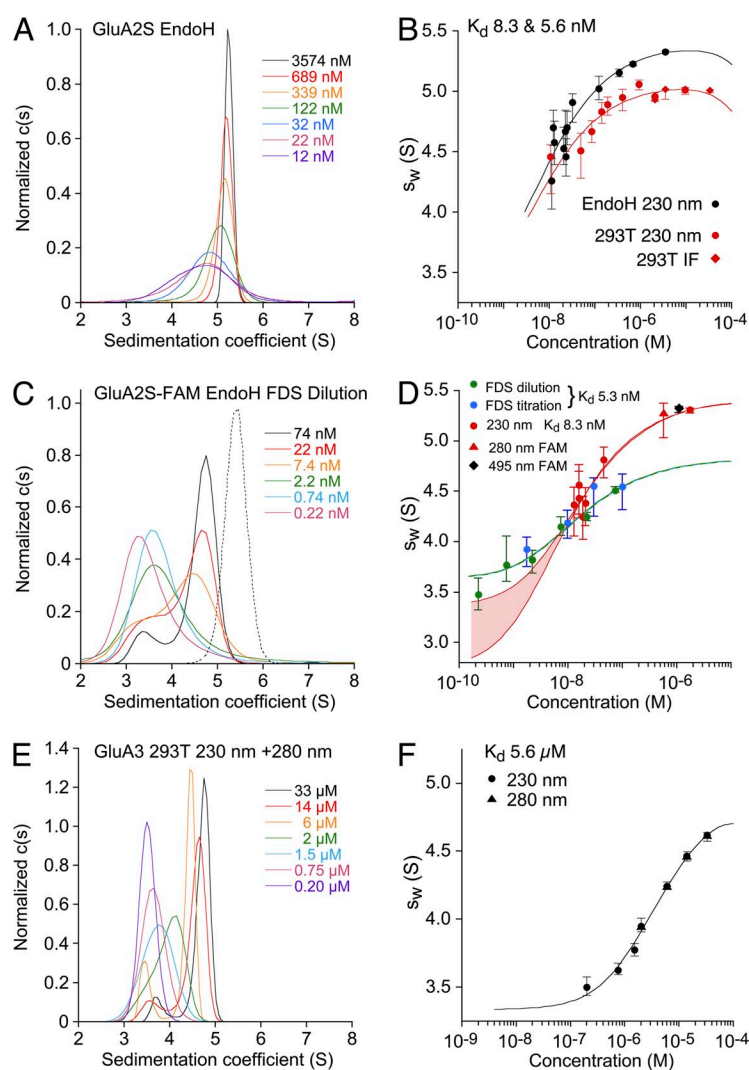 A
GluA2S EndoH
3574 nM
689 nM
339 nM
122 nM
32 nM
22 nM
12 nM
Normalized c(s)
1.0
0.8
0.6
0.4
0.2
0
2 3 4 5 6 7 8
Sedimentation coefficient (S)
B
Kd 8.3 & 5.6 nM
sw (S)
5.5
5.0
4.5
4.0
3.5
EndoH 230 nm
293T 230 nm
293T IF
10-10 10-8 10-6 10-4
Concentration (M)
C
GluA2S-FAM EndoH FDS Dilution
74 nM
22 nM
7.4 nM
2.2 nM
0.74 nM
0.22 nM
Normalized c(s)
1.0
0.8
0.6
0.4
0.2
0
2 3 4 5 6 7 8
Sedimentation coefficient (S)
D
FDS dilution
FDS titration
} Kd 5.3 nM
230 nm Kd 8.3 nM
280 nm FAM
495 nm FAM
sw (S)
5.5
5.0
4.5
4.0
3.5
3.0
10-10 10-8 10-6
Concentration (M)
E
GluA3 293T 230 nm +280 nm
33 µM
14 µM
6 µM
2 µM
1.5 µM
0.75 µM
0.20 µM
Normalized c(s)
1.4
1.2
1.0
0.8
0.6
0.4
0.2
0
2 3 4 5 6 7 8
Sedimentation coefficient (S)
F
Kd 5.6 µM
230 nm
280 nm
sw (S)
5.0
4.5
4.0
3.5
10-9 10-8 10-7 10-6 10-5 10-4
Concentration (M)